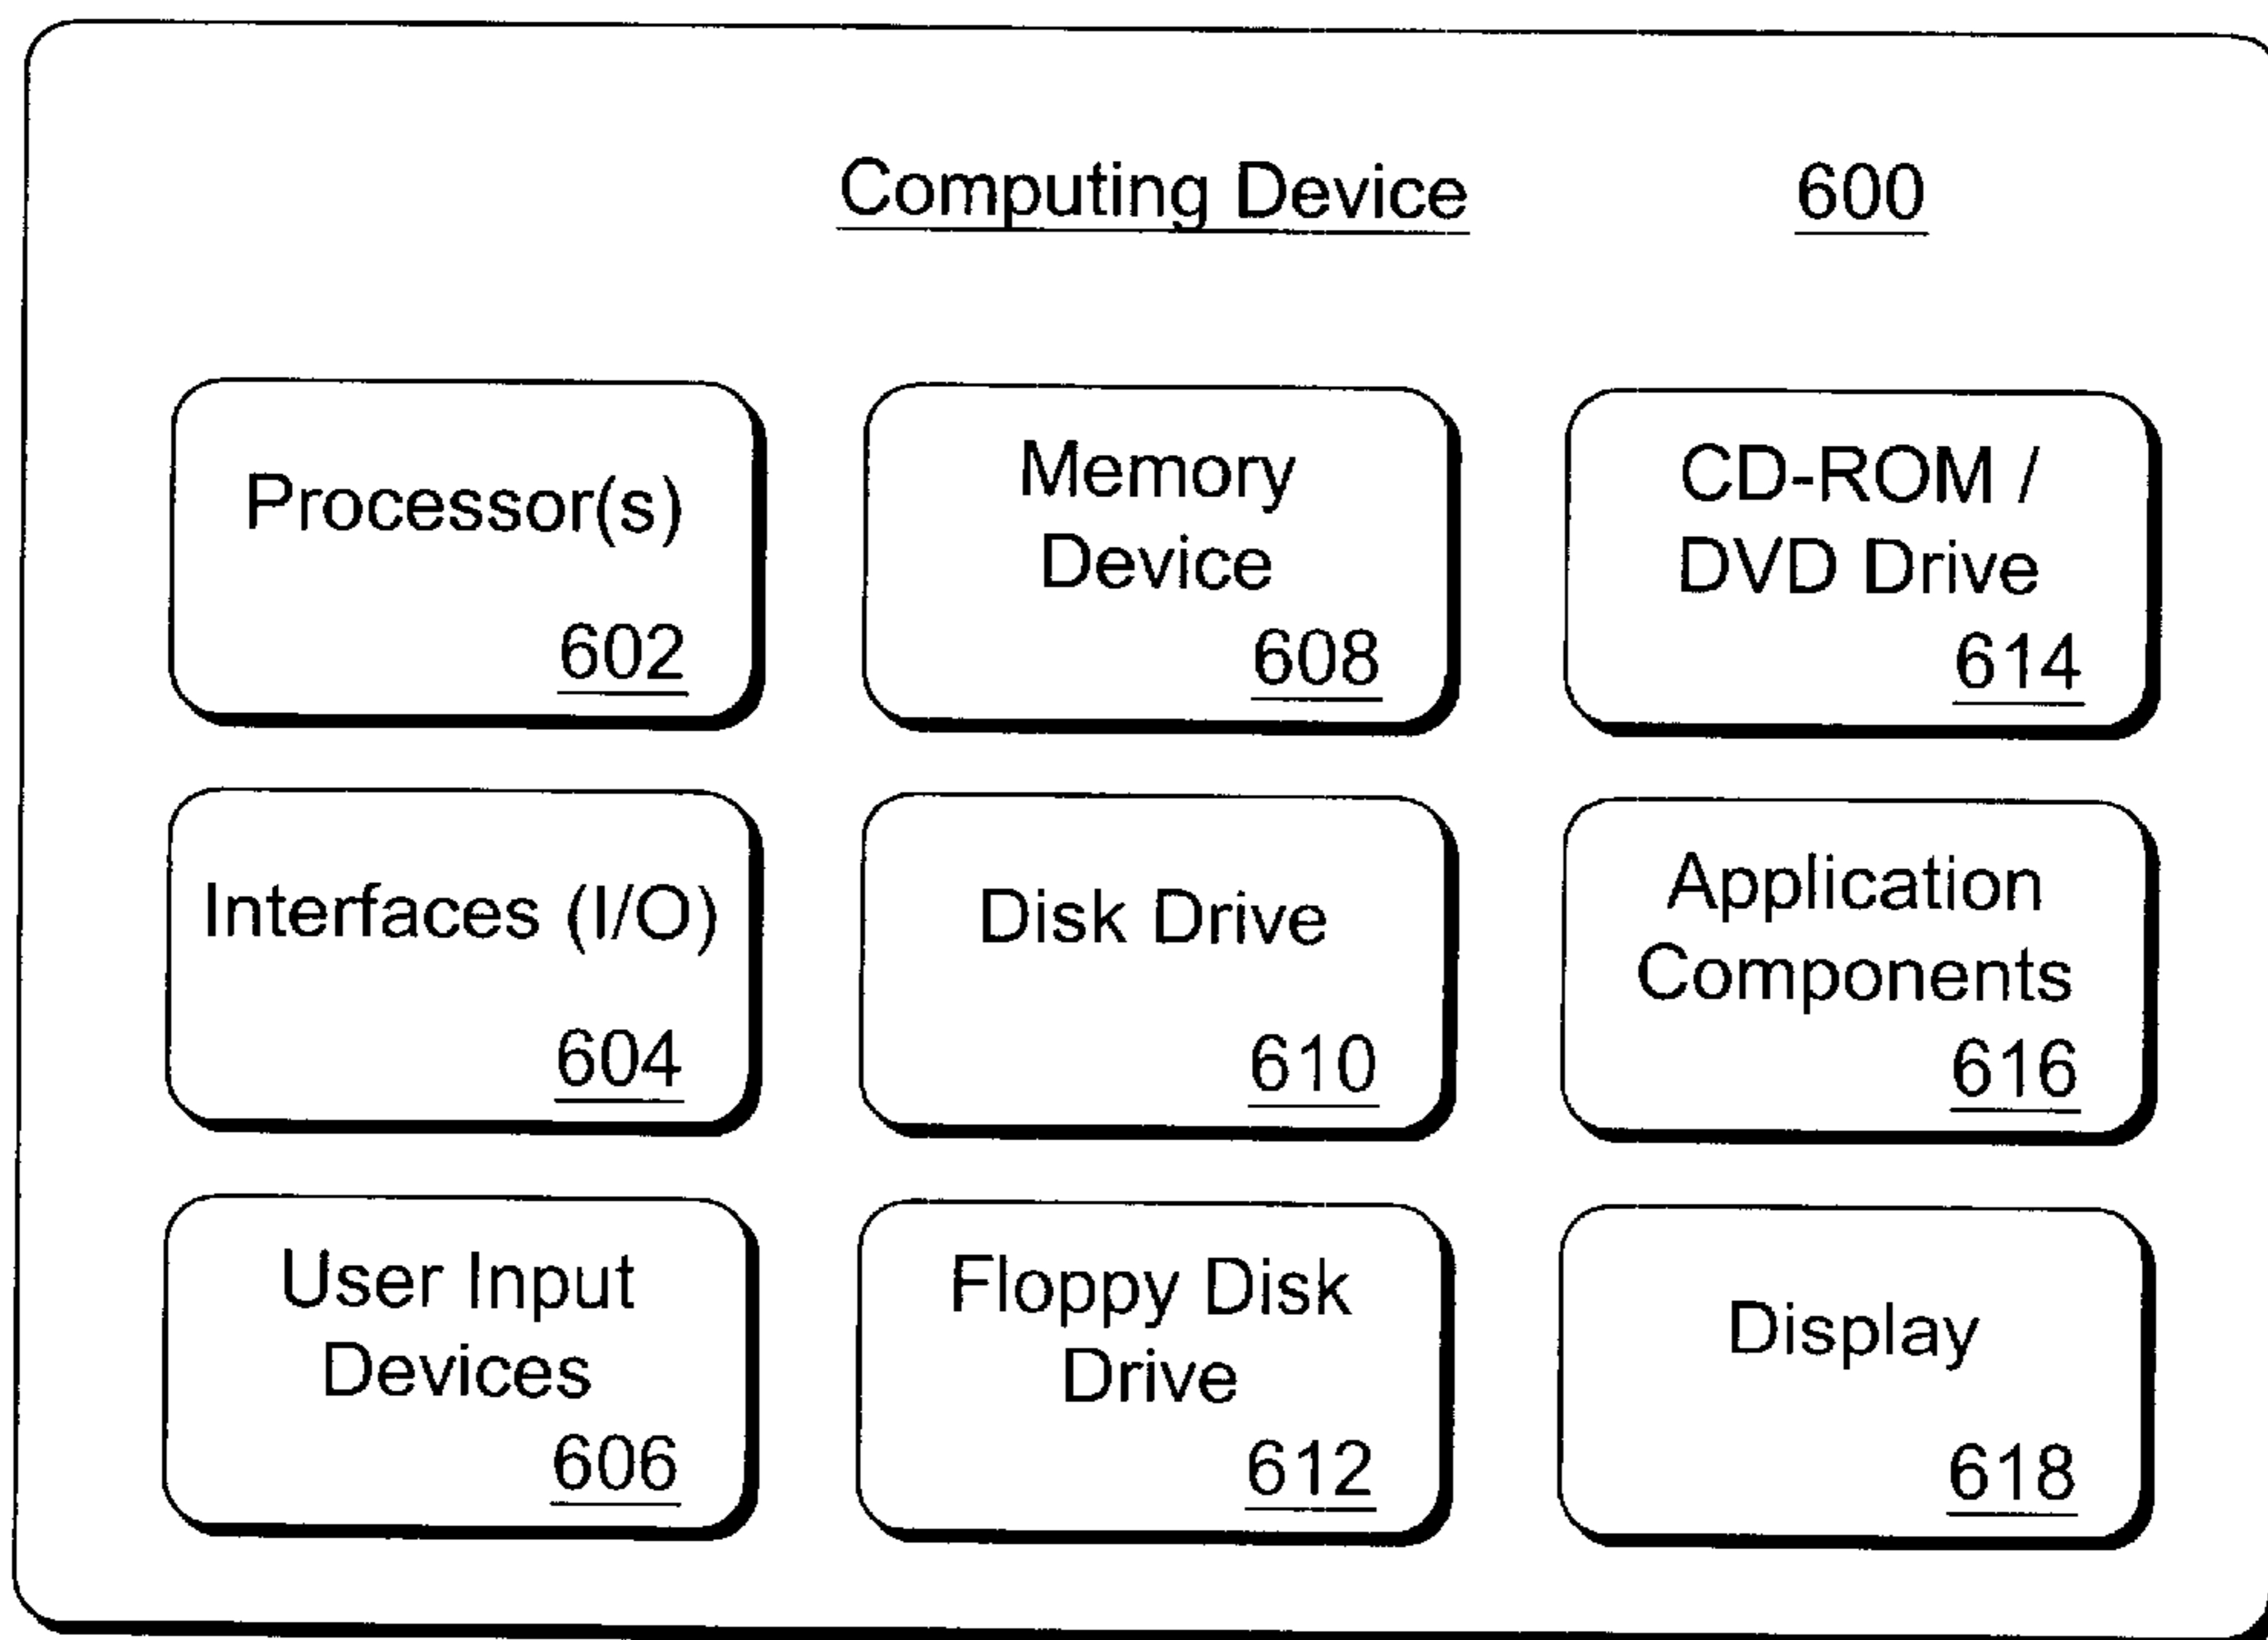 Computing Device 600
Processor(s)
602
Memory
Device
608
CD-ROM /
DVD Drive
614
Interfaces (I/O)
604
Disk Drive
610
Application
Components
616
User Input
Devices
606
Floppy Disk
Drive
612
Display
618